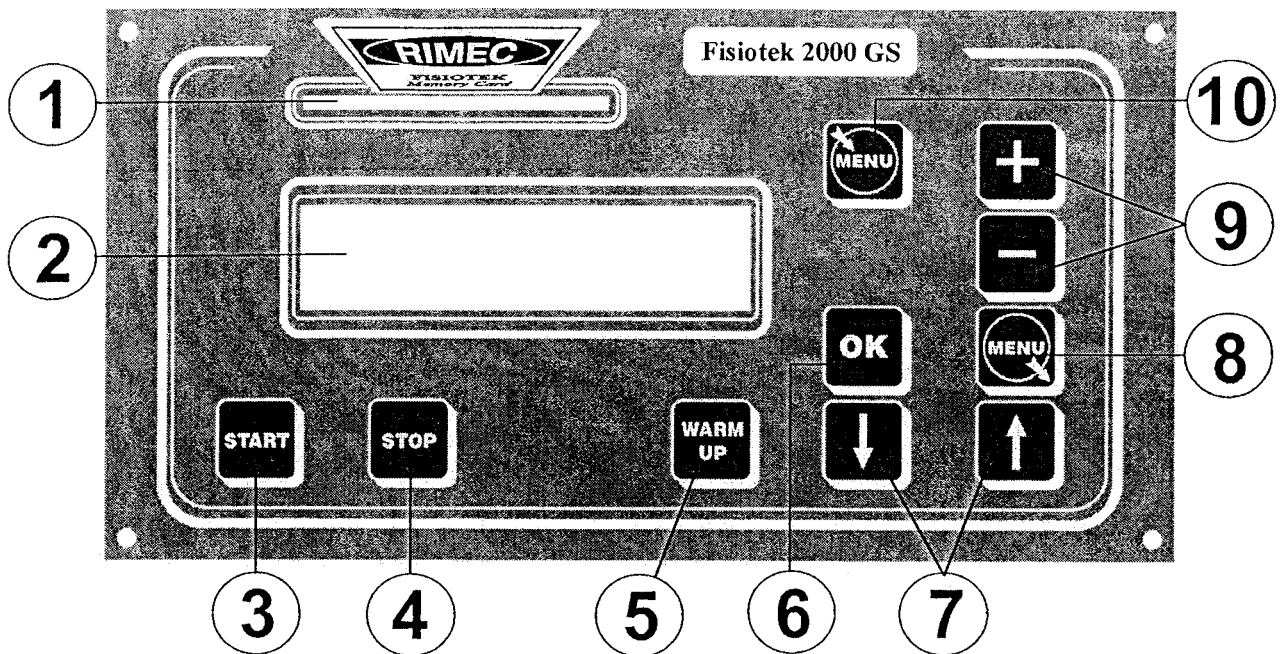 RIMEC
FISIOTEK
Memory Card
Fisiotek 2000 GS
1
10
MENU
+
2
−
9
OK
MENU
8
START
STOP
WARM
UP
↓
↑
3
4
5
6
7